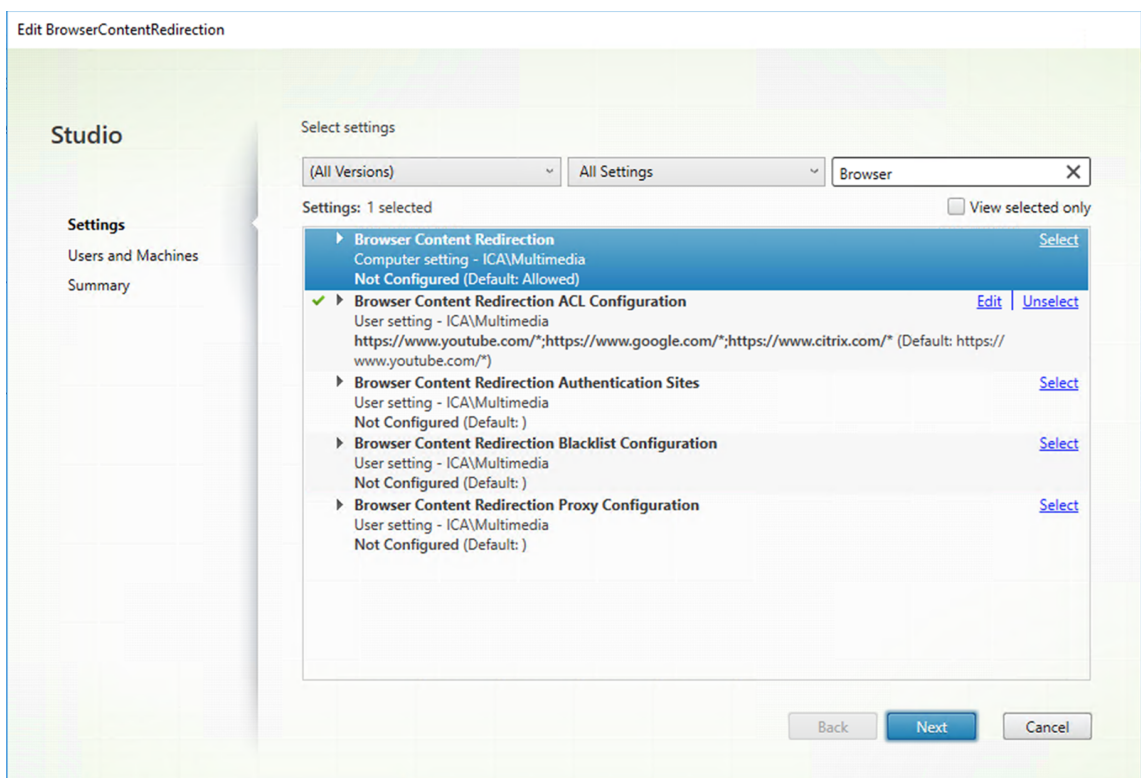 Edit BrowserContentRedirection
Studio
Settings
Users and Machines
Summary
Select settings
(All Versions)
All Settings
Browser
Settings: 1 selected
View selected only
Browser Content Redirection
Select
Computer setting - ICA\Multimedia
Not Configured (Default: Allowed)
Browser Content Redirection ACL Configuration
Edit | Unselect
User setting - ICA\Multimedia
https://www.youtube.com/*;https://www.google.com/*;https://www.citrix.com/* (Default: https://
www.youtube.com/*)
Browser Content Redirection Authentication Sites
Select
User setting - ICA\Multimedia
Not Configured (Default: )
Browser Content Redirection Blacklist Configuration
Select
User setting - ICA\Multimedia
Not Configured (Default: )
Browser Content Redirection Proxy Configuration
Select
User setting - ICA\Multimedia
Not Configured (Default: )
Back
Next
Cancel